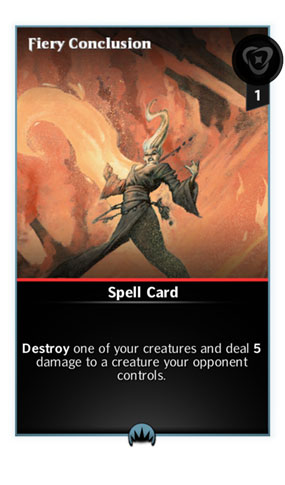 Fiery Conclusion
1
Spell Card
Destroy one of your creatures and deal 5
damage to a creature your opponent
controls.